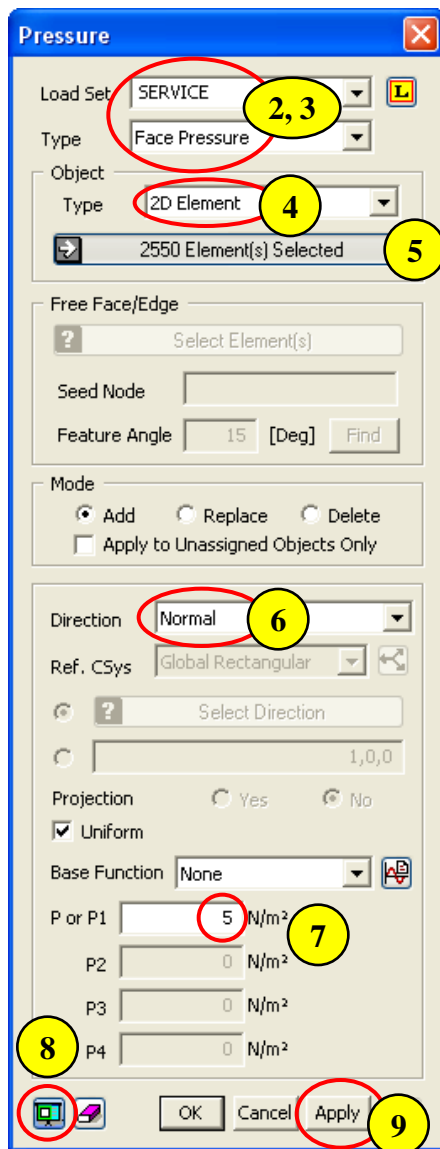 Pressure
Load Set SERVICE L
2, 3
Type Face Pressure
Object
Type 2D Element
4
2550 Element(s) Selected
5
Free Face/Edge
? Select Element(s)
Seed Node
Feature Angle 15 [Deg] Find
Mode
Add Replace Delete
Apply to Unassigned Objects Only
Direction Normal
6
Ref. CSys Global Rectangular
? Select Direction
1,0,0
Projection Yes No
Uniform
Base Function None
P or P1 5 N/m²
7
P2 0 N/m²
P3 0 N/m²
8
P4 0 N/m²
OK Cancel Apply
9